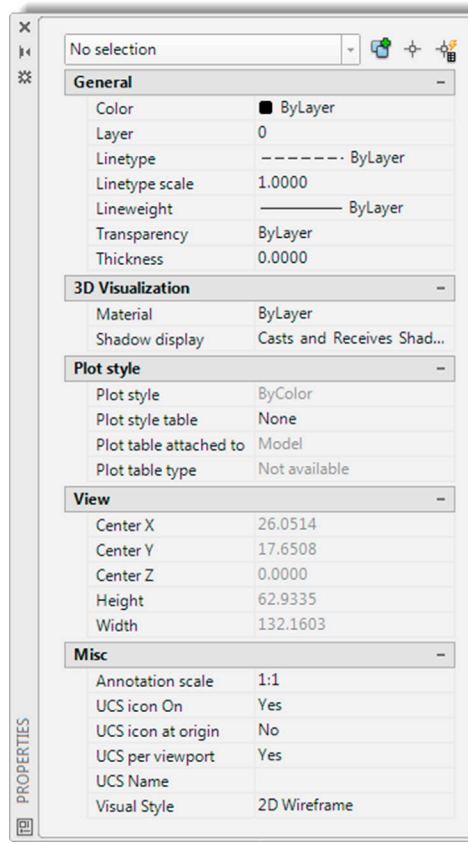 No selection
General
Color ByLayer
Layer 0
Linetype ByLayer
Linetype scale 1.0000
Lineweight ByLayer
Transparency ByLayer
Thickness 0.0000
3D Visualization
Material ByLayer
Shadow display Casts and Receives Shad...
Plot style
Plot style ByColor
Plot style table None
Plot table attached to Model
Plot table type Not available
View
Center X 26.0514
Center Y 17.6508
Center Z 0.0000
Height 62.9335
Width 132.1603
Misc
Annotation scale 1:1
UCS icon On Yes
UCS icon at origin No
UCS per viewport Yes
UCS Name
Visual Style 2D Wireframe
PROPERTIES